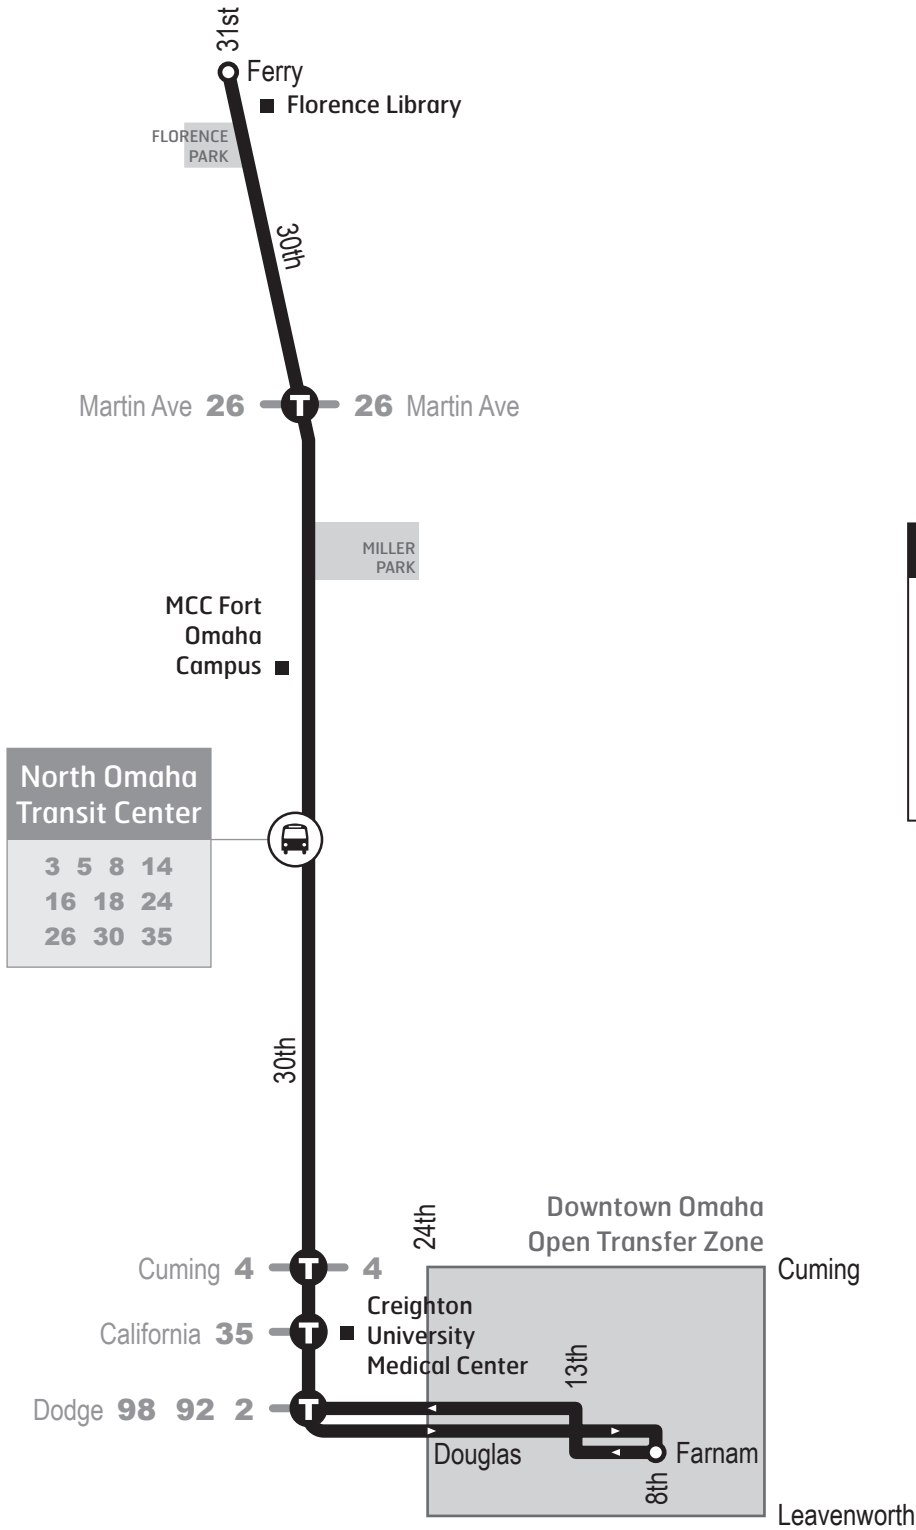 31st
Ferry
Florence Library
FLORENCE
PARK
30th
Martin Ave 26 T 26 Martin Ave
MILLER
PARK
MCC Fort
Omaha
Campus
North Omaha
Transit Center
3 5 8 14
16 18 24
26 30 35
30th
24th
Downtown Omaha
Open Transfer Zone
Cuming 4 T 4
Cuming
California 35 T
Creighton
University
Medical Center
13th
Dodge 98 92 2 T
Douglas
Farnam
8th
Leavenworth